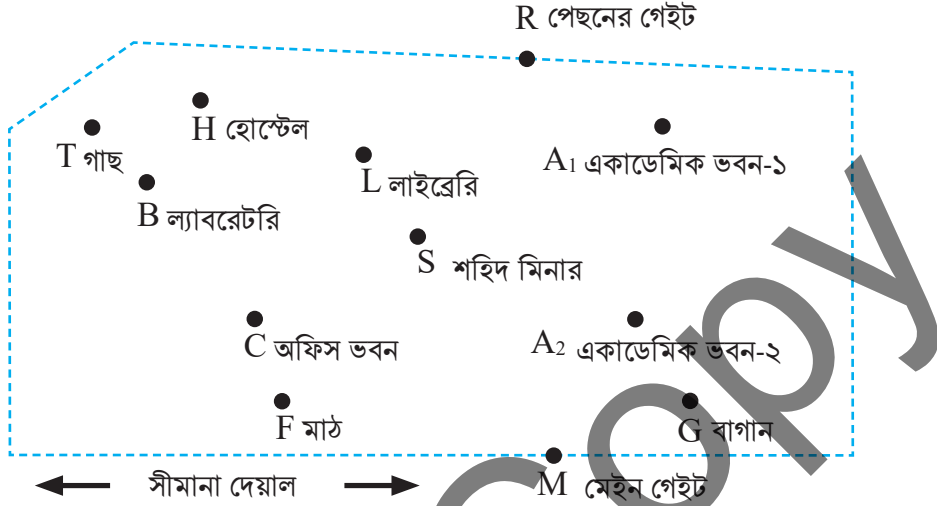 R পেছনের গেইট
H হোস্টেল
T গাছ
A1 একাডেমিক ভবন-১
L লাইব্রেরি
B ল্যাবরেটরি
S শহিদ মিনার
C অফিস ভবন
A2 একাডেমিক ভবন-২
F মাঠ
G বাগান
সীমানা দেয়াল
M মেইন গেইট
Copy